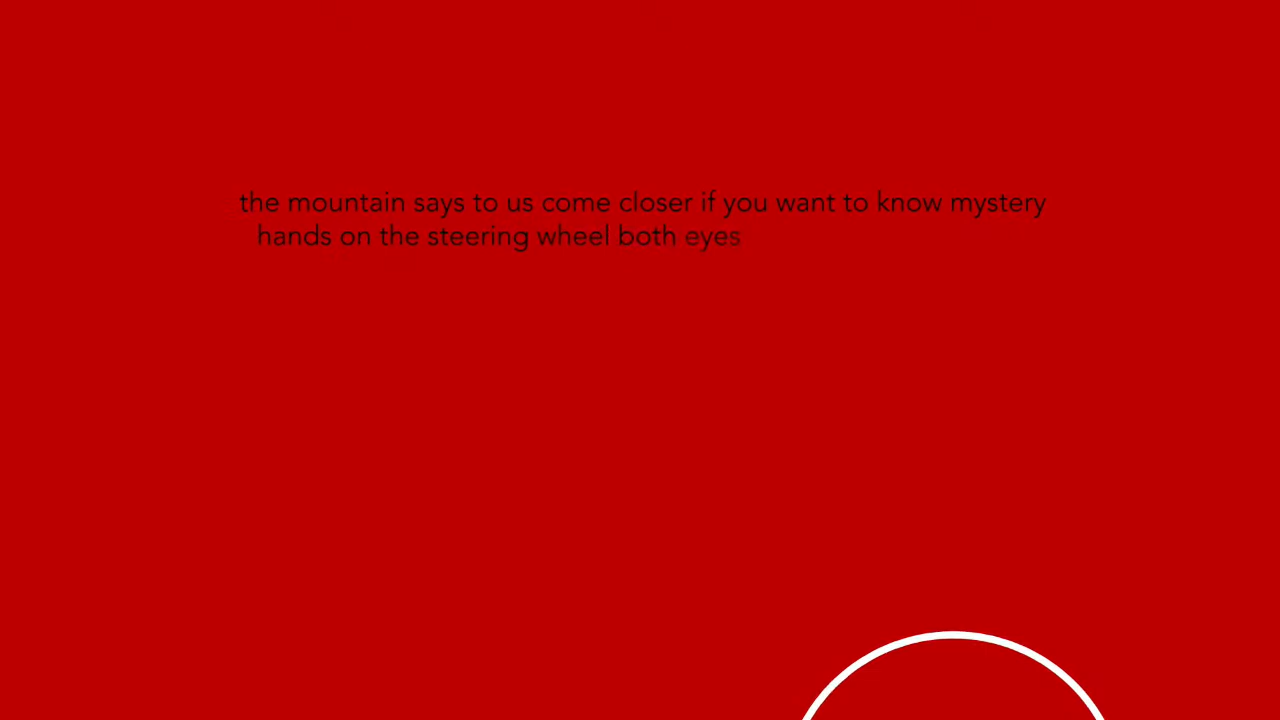 the mountain says to us come closer if you want to know mystery
hands on the steering wheel both eyes